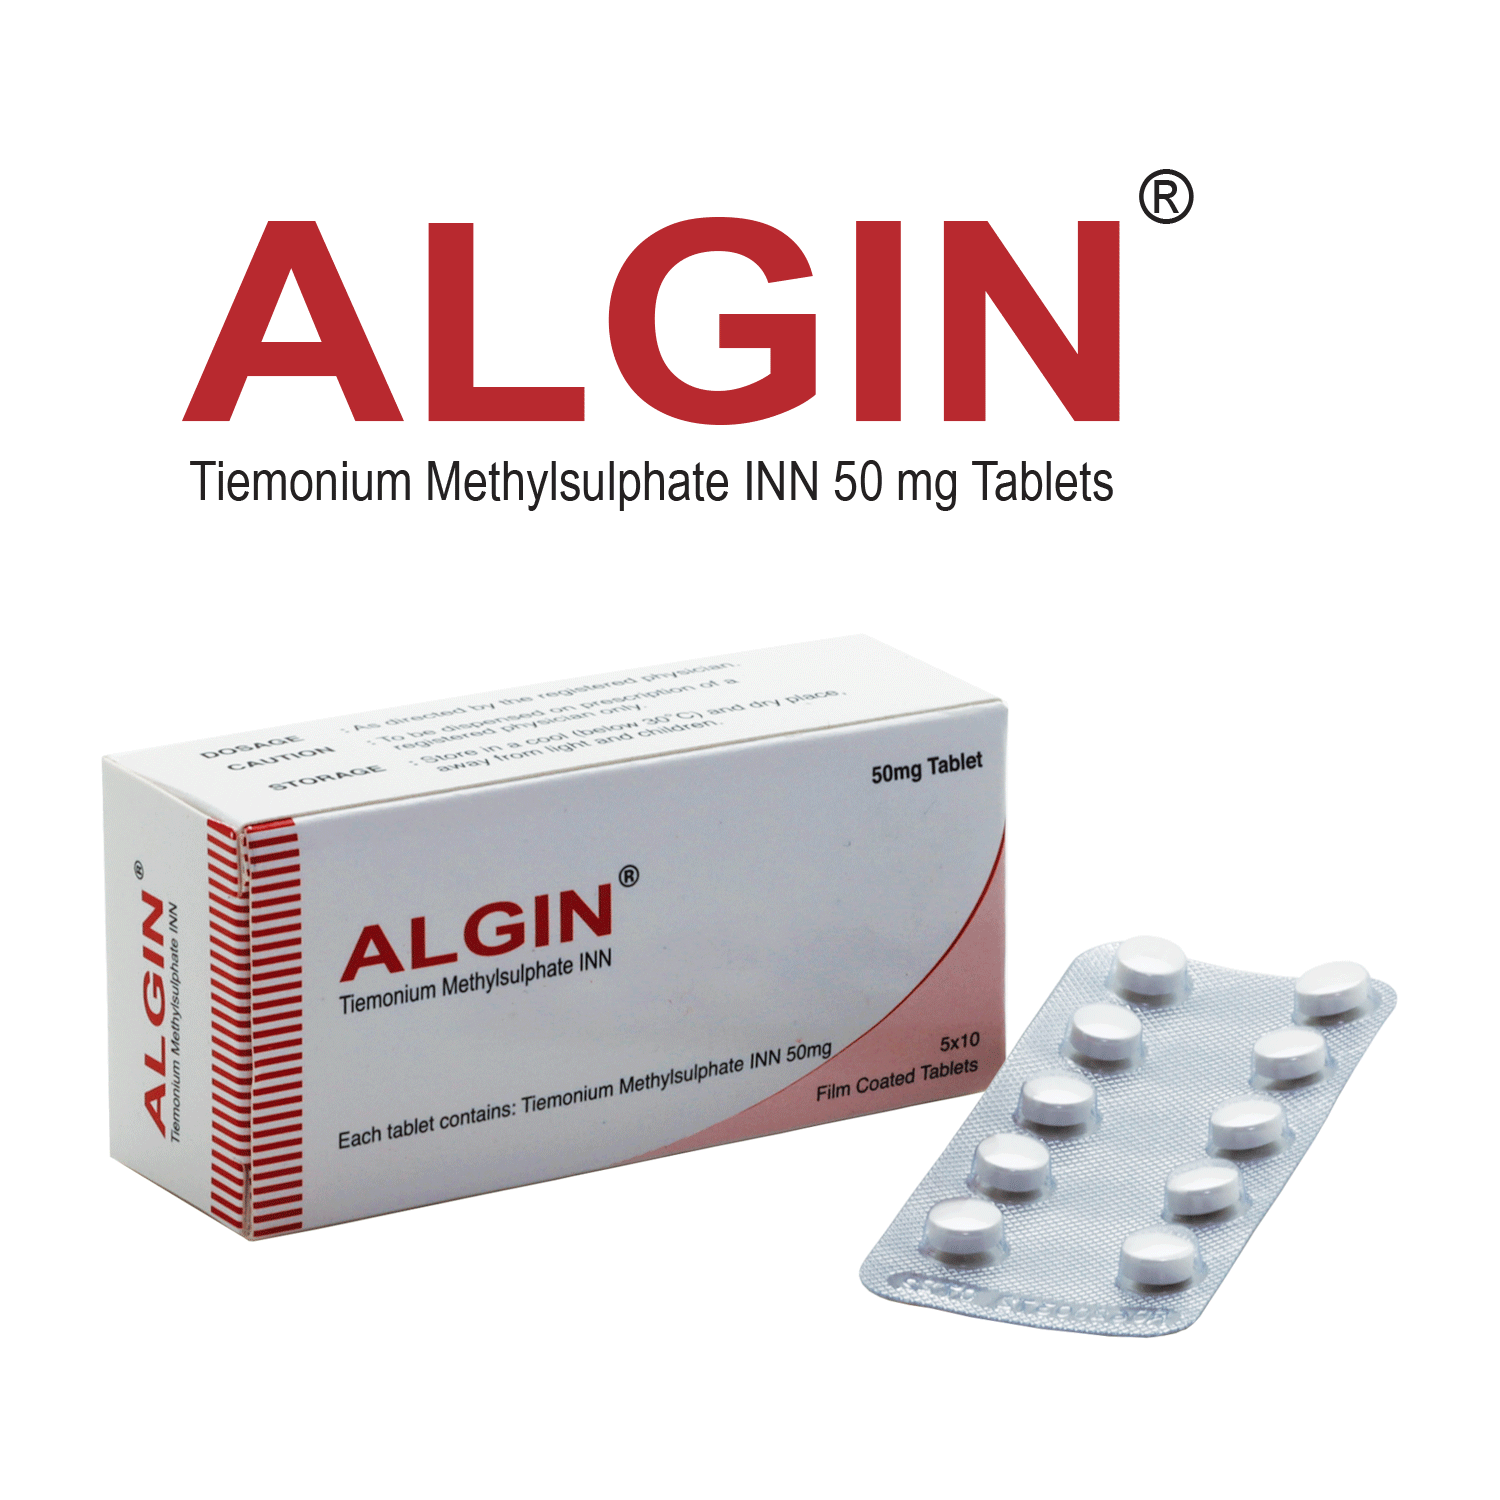 ALGIN®
Tiemonium Methylsulphate INN 50 mg Tablets
DOSAGE : As directed by the registered physician.
CAUTION : To be dispensed on prescription of a
registered physician only.
STORAGE : Store in a cool (below 30°C) and dry place,
away from light and children.
50mg Tablet
ALGIN®
Tiemonium Methylsulphate INN
Each tablet contains: Tiemonium Methylsulphate INN 50mg
5x10
Film Coated Tablets
ALGIN®
Tiemonium Methylsulphate INN